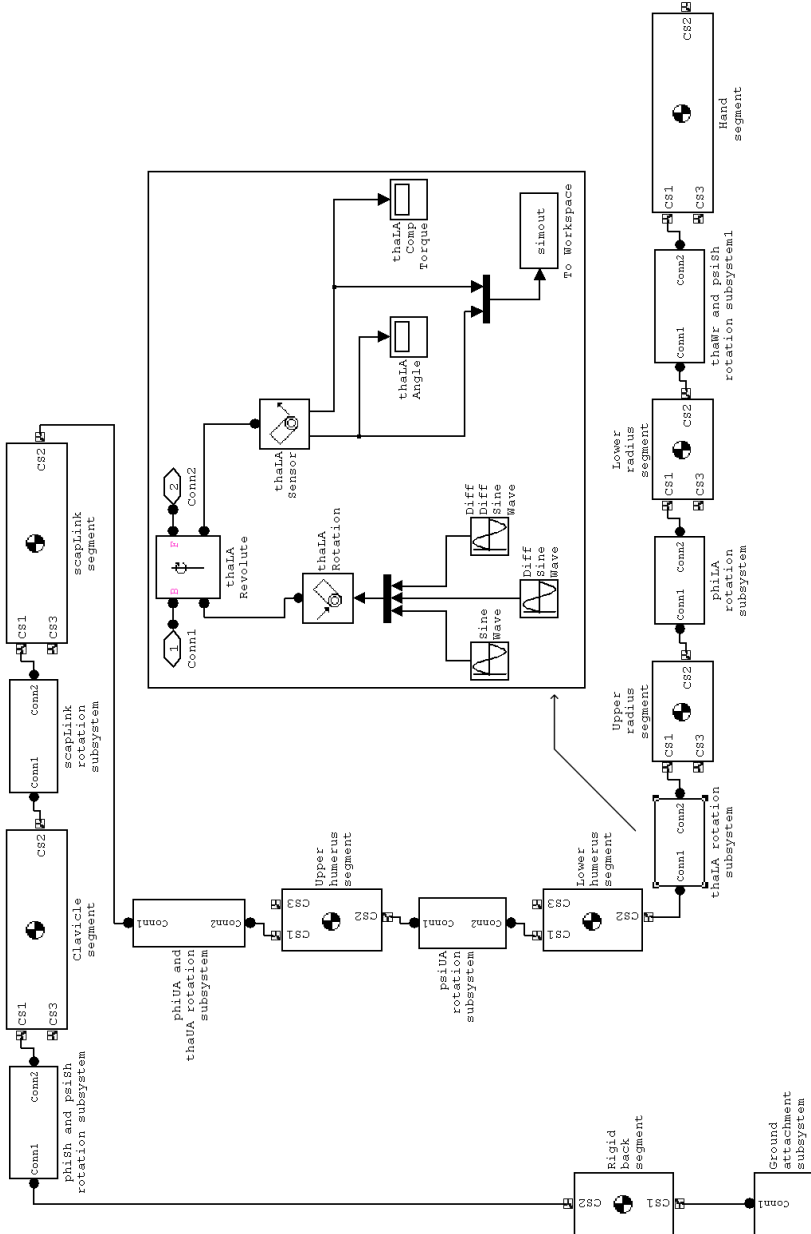 Conn1
Conn2
phiSh and psiSh
rotation subsystem
CS1
CS3
CS2
Clavicle
segment
Conn1
Conn2
scapLink
rotation
subsystem
CS1
CS3
CS2
scapLink
segment
Conn1
Conn2
phiUA and
thaUA rotation
subsystem
CS1
CS3
CS2
Upper
humerus
segment
Conn1
Conn2
psiUA
rotation
subsystem
CS1
CS3
CS2
Lower
humerus
segment
1
Conn1
B
F
thaLA
Revolute
2
Conn2
thaLA
Rotation
thaLA
Sensor
Sine
Wave
Diff
Sine
Wave
Diff
Diff
Sine
Wave
thaLA
Angle
thaLA
Comp
Torque
simout
To Workspace
CS2
CS1
Rigid
back
segment
Conn1
Ground
attachment
subsystem
Conn1
Conn2
thaLA rotation
subsystem
CS1
CS3
CS2
Upper
radius
segment
Conn1
Conn2
phiLA
rotation
subsystem
CS1
CS3
CS2
Lower
radius
segment
Conn1
Conn2
thaWr and psiSh
rotation subsystem1
CS1
CS3
CS2
Hand
segment